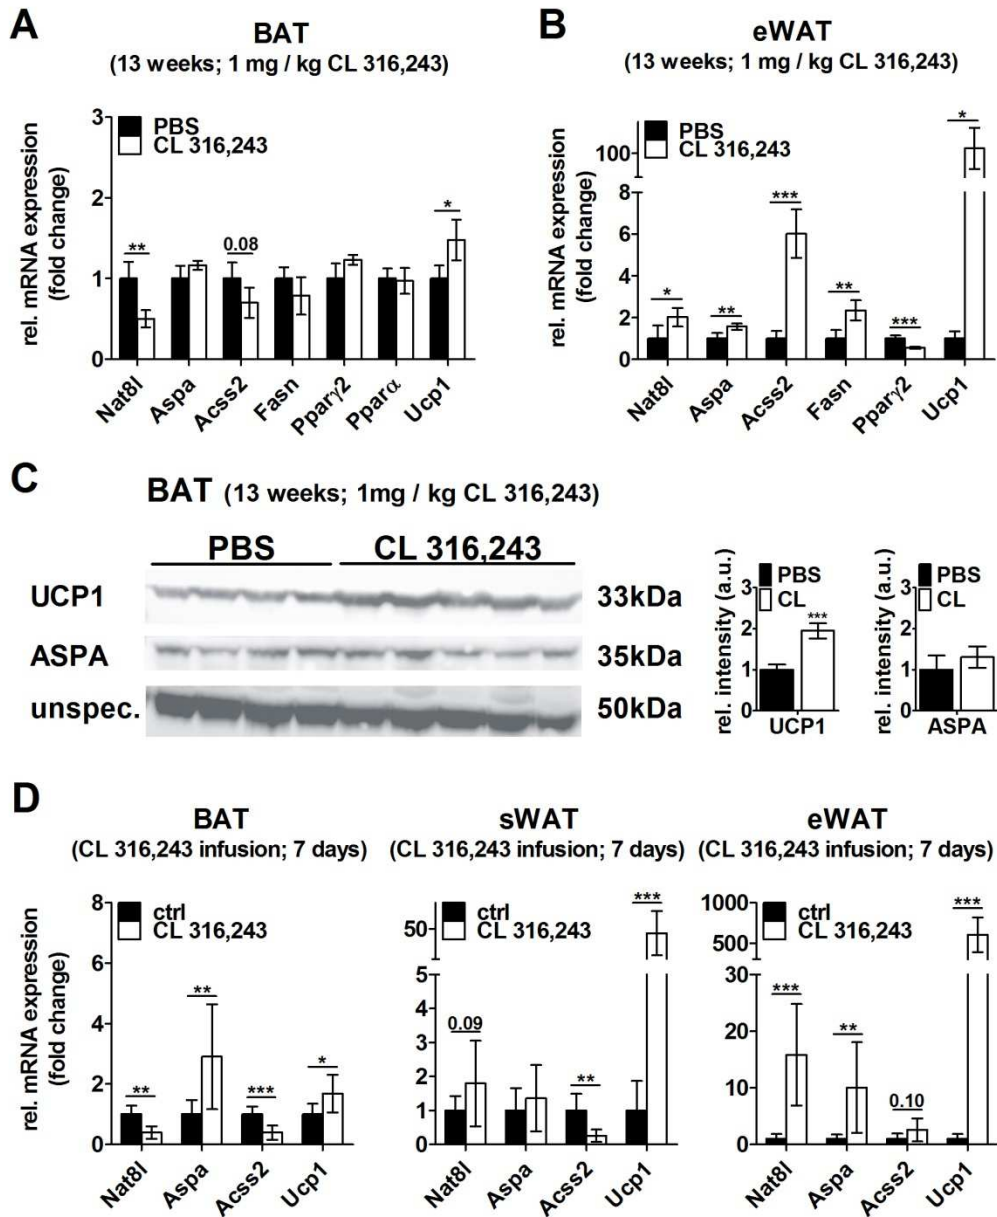 A
BAT
(13 weeks; 1 mg / kg CL 316,243)
rel. mRNA expression
(fold change)
3
2
1
0
PBS
CL 316,243
**
0.08
*
Nat8l
Aspa
Acss2
Fasn
Pparγ2
Pparα
Ucp1
B
eWAT
(13 weeks; 1 mg / kg CL 316,243)
rel. mRNA expression
(fold change)
100
8
6
4
2
0
PBS
CL 316,243
*
**
***
**
***
*
Nat8l
Aspa
Acss2
Fasn
Pparγ2
Ucp1
C
BAT (13 weeks; 1mg / kg CL 316,243)
PBS
CL 316,243
UCP1
33kDa
ASPA
35kDa
unspec.
50kDa
rel. intensity (a.u.)
3
2
1
0
PBS
CL
***
UCP1
rel. intensity (a.u.)
3
2
1
0
PBS
CL
ASPA
D
BAT
(CL 316,243 infusion; 7 days)
rel. mRNA expression
(fold change)
8
6
4
2
0
ctrl
CL 316,243
**
**
***
*
Nat8l
Aspa
Acss2
Ucp1
sWAT
(CL 316,243 infusion; 7 days)
50
5
4
3
2
1
0
ctrl
CL 316,243
0.09
**
***
Nat8l
Aspa
Acss2
Ucp1
eWAT
(CL 316,243 infusion; 7 days)
1000
500
30
20
10
0
ctrl
CL 316,243
***
**
0.10
***
Nat8l
Aspa
Acss2
Ucp1